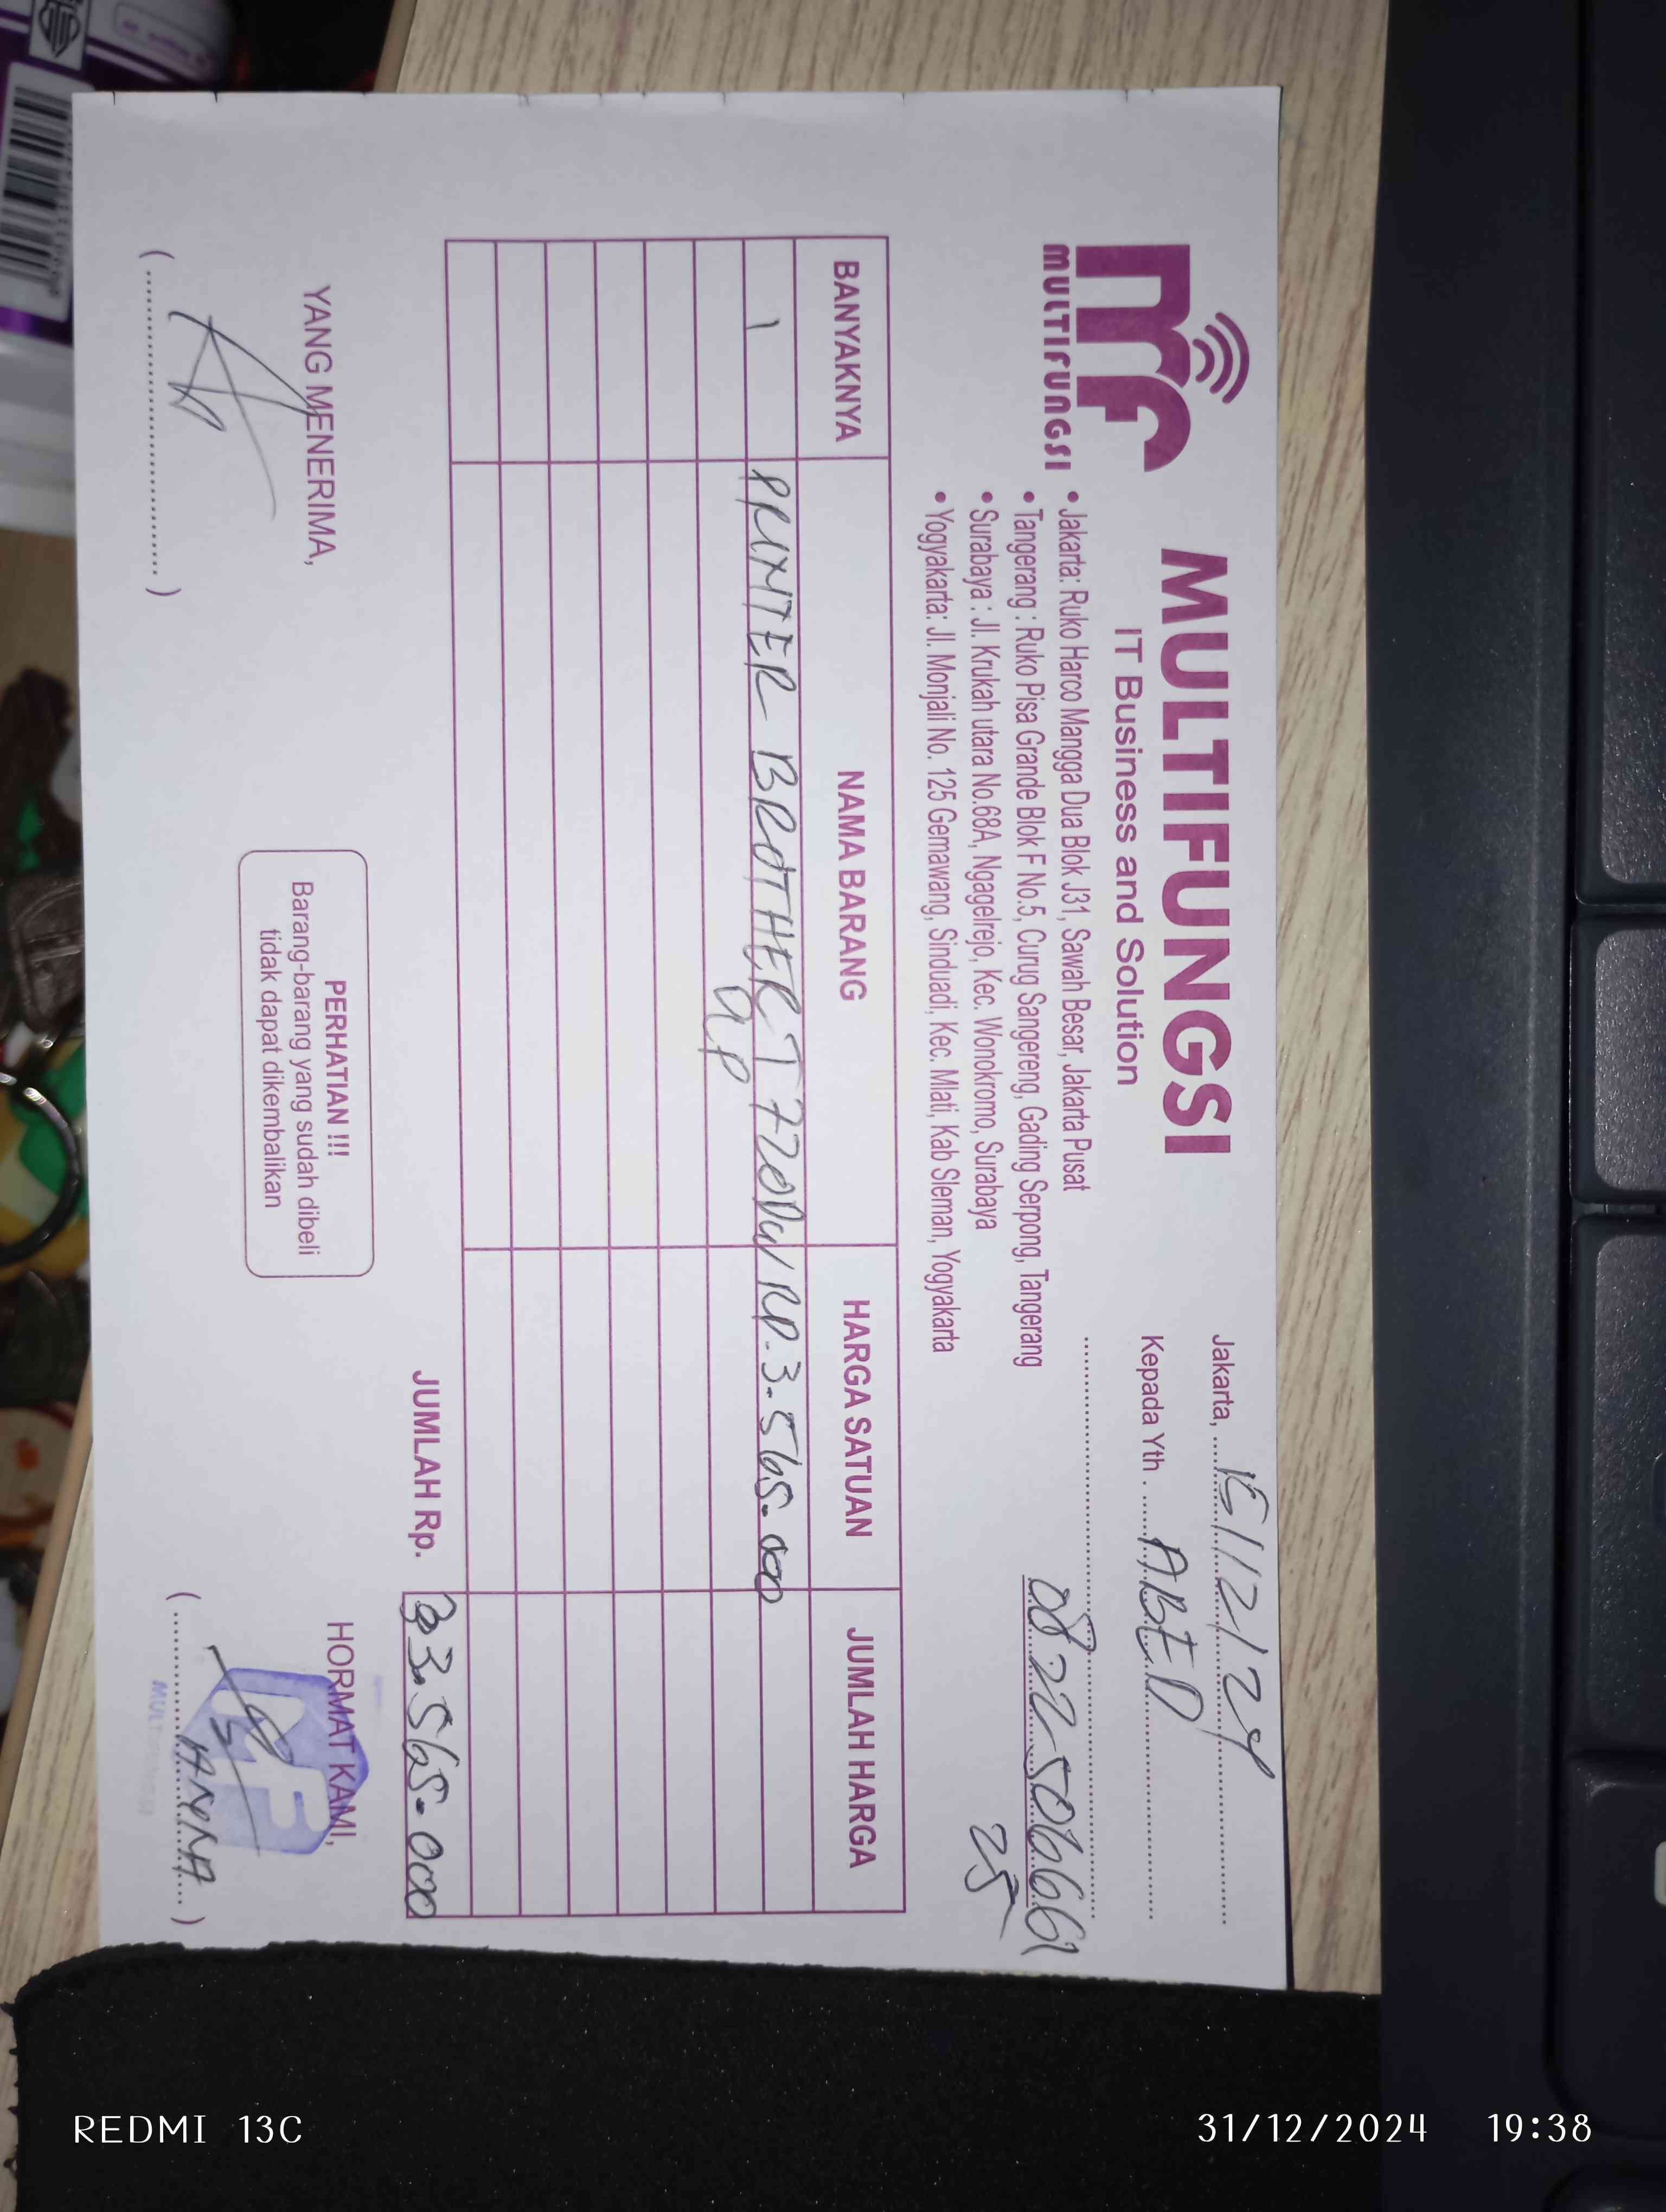 MULTIFUNGSI
MULTIFUNGSI
IT Business and Solution
• Jakarta: Ruko Harco Mangga Dua Blok J31, Sawah Besar, Jakarta Pusat
• Tangerang : Ruko Pisa Grande Blok F No.5, Curug Sangereng, Gading Serpong, Tangerang
• Surabaya : Jl. Krukah utara No.68A, Ngagelrejo, Kec. Wonokromo, Surabaya
• Yogyakarta: Jl. Monjali No. 125 Gemawang, Sinduadi, Kec. Mlati, Kab Sleman, Yogyakarta
Jakarta, 15/12/24
Kepada Yth. ABED
0822 506661
25
BANYAKNYA NAMA BARANG HARGA SATUAN JUMLAH HARGA
1 PRINTER BROTHER T720DW RP. 3.565.000
JUMLAH Rp. 3.565.000
YANG MENERIMA,
PERHATIAN !!!
Barang-barang yang sudah dibeli
tidak dapat dikembalikan
HORMAT KAMI,
REDMI 13C
31/12/2024 19:38